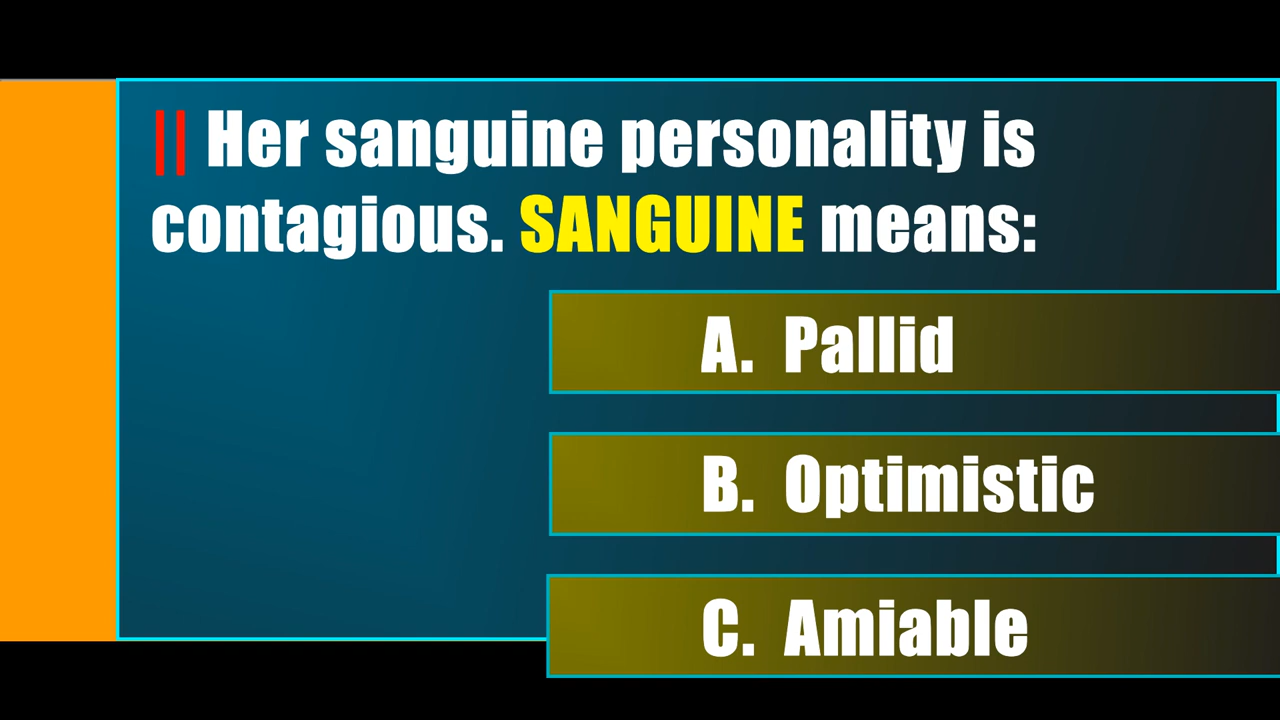 || Her sanguine personality is
contagious. SANGUINE means:
A. Pallid
B. Optimistic
C. Amiable